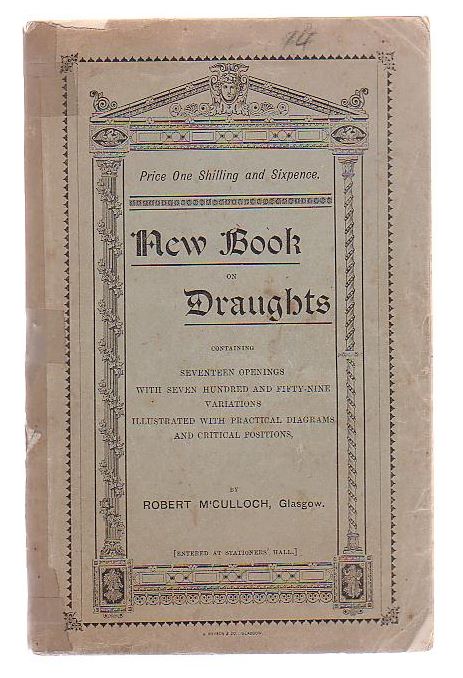 Price One Shilling and Sixpence.
New Book
ON
Draughts
CONTAINING
SEVENTEEN OPENINGS
WITH SEVEN HUNDRED AND FIFTY-NINE
VARIATIONS
ILLUSTRATED WITH PRACTICAL DIAGRAMS
AND CRITICAL POSITIONS,
BY
ROBERT M'CULLOCH, Glasgow.
[ENTERED AT STATIONERS' HALL.]